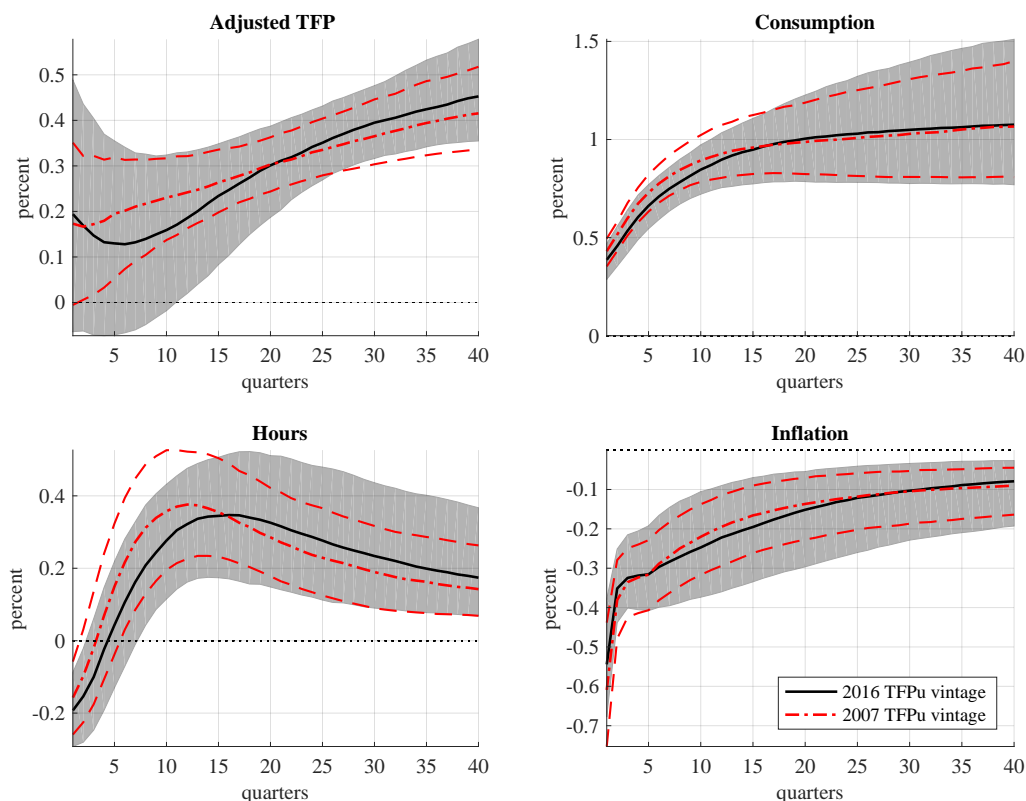 Adjusted TFP
percent
0.5
0.4
0.3
0.2
0.1
0
5 10 15 20 25 30 35 40
quarters
Consumption
percent
1.5
1
0.5
0
5 10 15 20 25 30 35 40
quarters
Hours
percent
0.4
0.2
0
-0.2
5 10 15 20 25 30 35 40
quarters
Inflation
percent
-0.1
-0.2
-0.3
-0.4
-0.5
-0.6
-0.7
2016 TFPu vintage
2007 TFPu vintage
5 10 15 20 25 30 35 40
quarters